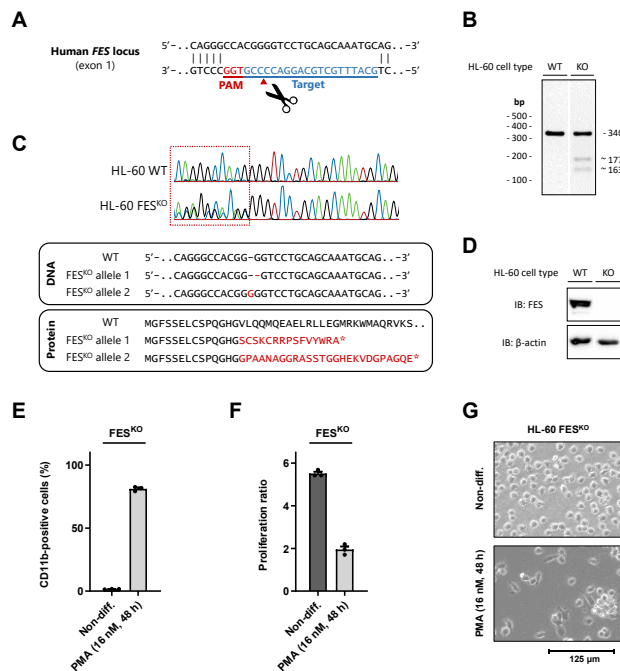 A
Human FES locus
(exon 1)
5’-..CAGGGCCACGGGGTCCTGCAGCAAATGCAG..-3’
3’-..GTCCCGGTGCCCCAGGACGTCGTTTACGTC..-5’
PAM
Target
B
HL-60 cell type
WT KO
bp
- 500 -
- 400 -
- 300 -
- 200 -
- 100 -
- 340
~ 177
~ 163
C
HL-60 WT
HL-60 FESKO
DNA
WT 5’-..CAGGGCCACGG-GGTCCTGCAGCAAATGCAG..-3’
FESKO allele 1 5’-..CAGGGCCACGG--GTCCTGCAGCAAATGCAG..-3’
FESKO allele 2 5’-..CAGGGCCACGGGGGTCCTGCAGCAAATGCAG..-3’
Protein
WT MGFSSELCSPQGHGVLQQMQEAELRLLEGMRKWMAQRVKS..
FESKO allele 1 MGFSSELCSPQGHGSCSKCRRPSFVYWRA*
FESKO allele 2 MGFSSELCSPQGHGGPAANAGGRASSTGGHEKVDGPAGQE*
D
HL-60 cell type
WT KO
IB: FES
IB: β-actin
E
FESKO
CD11b-positive cells (%)
100
50
0
Non-diff.
PMA (16 nM, 48 h)
F
FESKO
Proliferation ratio
6
4
2
0
Non-diff.
PMA (16 nM, 48 h)
G
HL-60 FESKO
Non-diff.
PMA (16 nM, 48 h)
125 µm